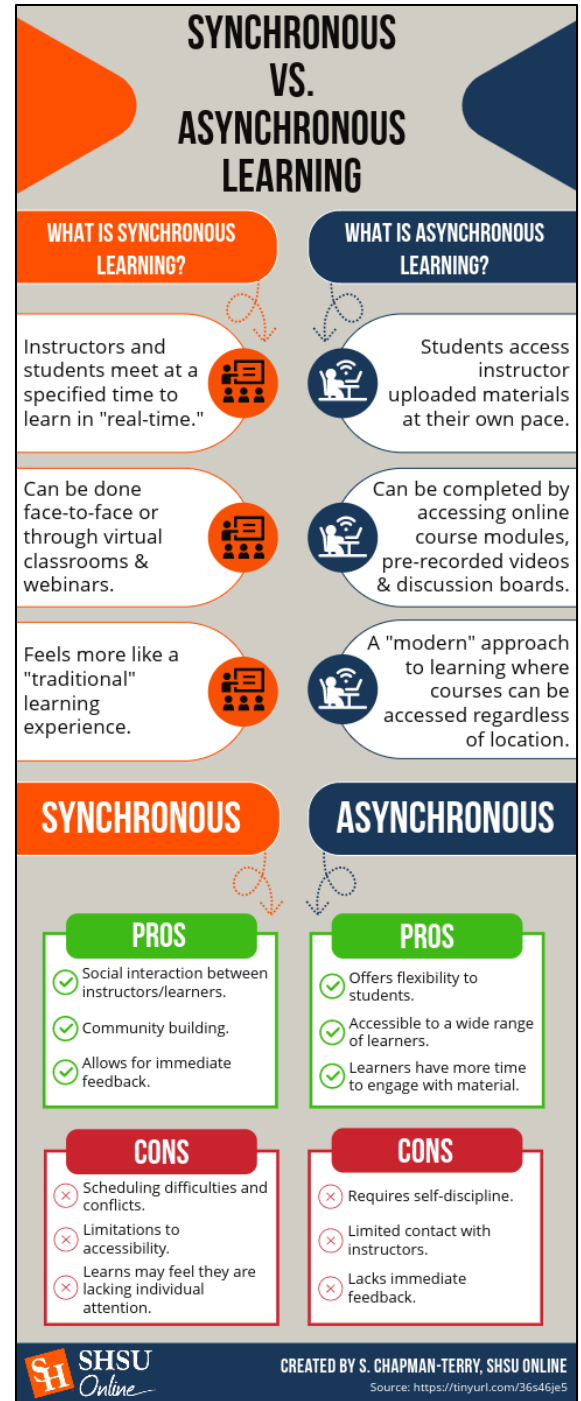 SYNCHRONOUS
VS.
ASYNCHRONOUS
LEARNING
WHAT IS SYNCHRONOUS
LEARNING?
Instructors and
students meet at a
specified time to
learn in "real-time."
Can be done
face-to-face or
through virtual
classrooms &
webinars.
Feels more like a
"traditional"
learning
experience.
WHAT IS ASYNCHRONOUS
LEARNING?
Students access
instructor
uploaded materials
at their own pace.
Can be completed by
accessing online
course modules,
pre-recorded videos
& discussion boards.
A "modern" approach
to learning where
courses can be
accessed regardless
of location.
SYNCHRONOUS
PROS
Social interaction between
instructors/learners.
Community building.
Allows for immediate
feedback.
CONS
Scheduling difficulties and
conflicts.
Limitations to
accessibility.
Learns may feel they are
lacking individual
attention.
ASYNCHRONOUS
PROS
Offers flexibility to
students.
Accessible to a wide range
of learners.
Learners have more time
to engage with material.
CONS
Requires self-discipline.
Limited contact with
instructors.
Lacks immediate
feedback.
SH
SHSU
Online
CREATED BY S. CHAPMAN-TERRY, SHSU ONLINE
Source: https://tinyurl.com/36s46je5